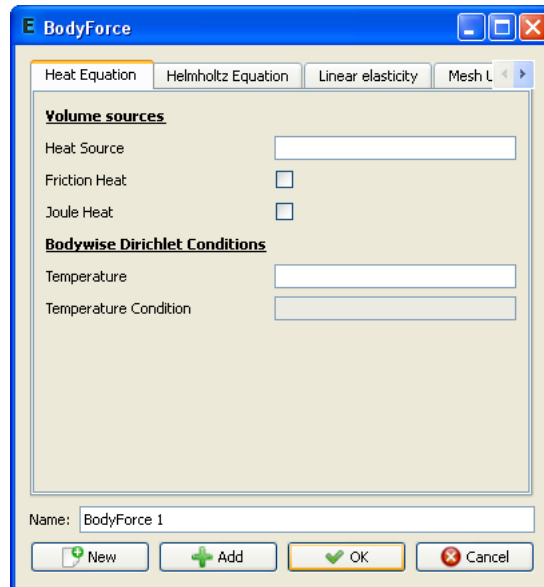 E BodyForce
Heat Equation Helmholtz Equation Linear elasticity Mesh
Volume sources
Heat Source
Friction Heat
Joule Heat
Bodywise Dirichlet Conditions
Temperature
Temperature Condition
Name: BodyForce 1
New Add OK Cancel